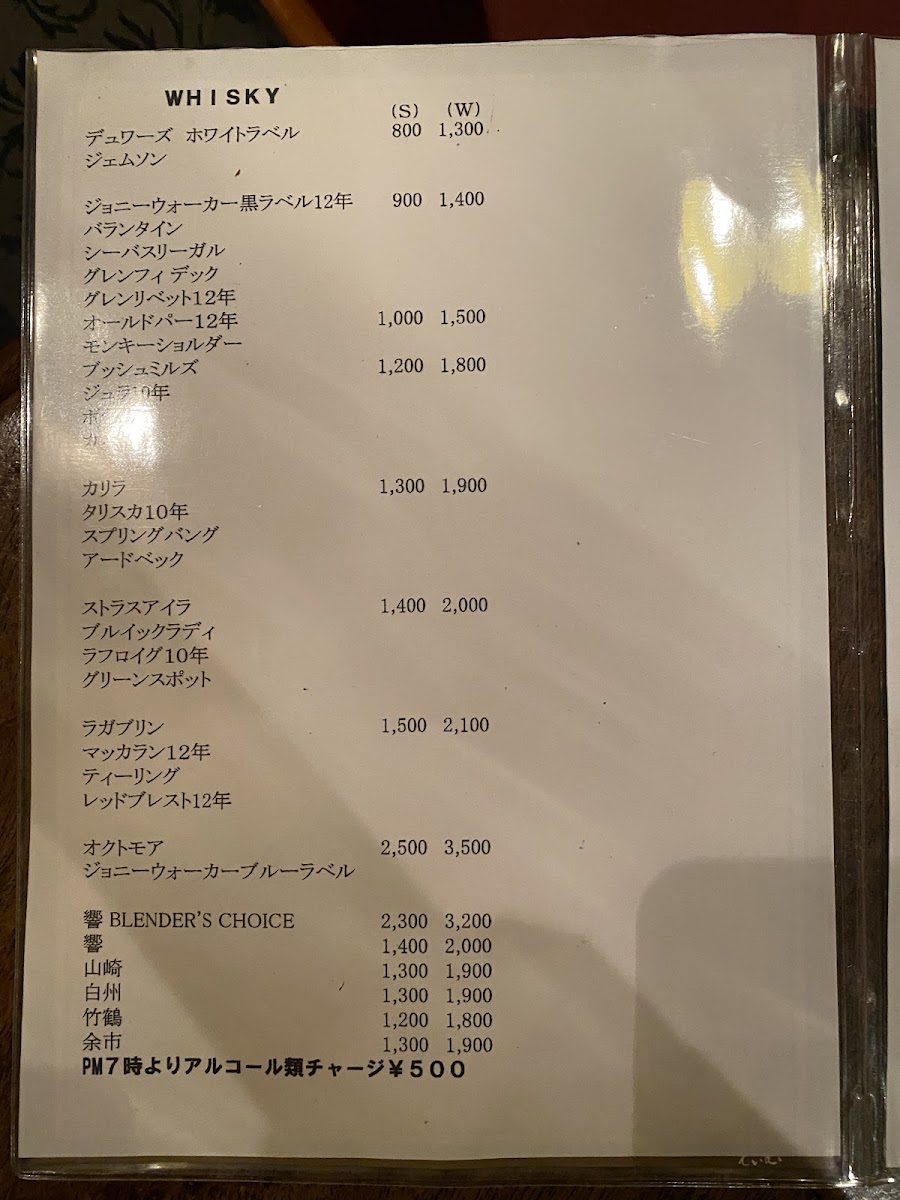 WHISKY
(S) (W)
デュワーズ ホワイトラベル 800 1,300
ジェムソン
ジョニーウォーカー黒ラベル12年 900 1,400
バランタイン
シーバスリーガル
グレンフィデック
グレンリベット12年
オールドパー12年 1,000 1,500
モンキーショルダー
ブッシュミルズ 1,200 1,800
ジュラ10年
カリラ 1,300 1,900
タリスカ10年
スプリングバング
アードベック
ストラスアイラ 1,400 2,000
ブルイックラディ
ラフロイグ10年
グリーンスポット
ラガブリン 1,500 2,100
マッカラン12年
ティーリング
レッドブレスト12年
オクトモア 2,500 3,500
ジョニーウォーカーブルーラベル
響 BLENDER'S CHOICE 2,300 3,200
響 1,400 2,000
山崎 1,300 1,900
白州 1,300 1,900
竹鶴 1,200 1,800
余市 1,300 1,900
PM7時よりアルコール類チャージ¥500